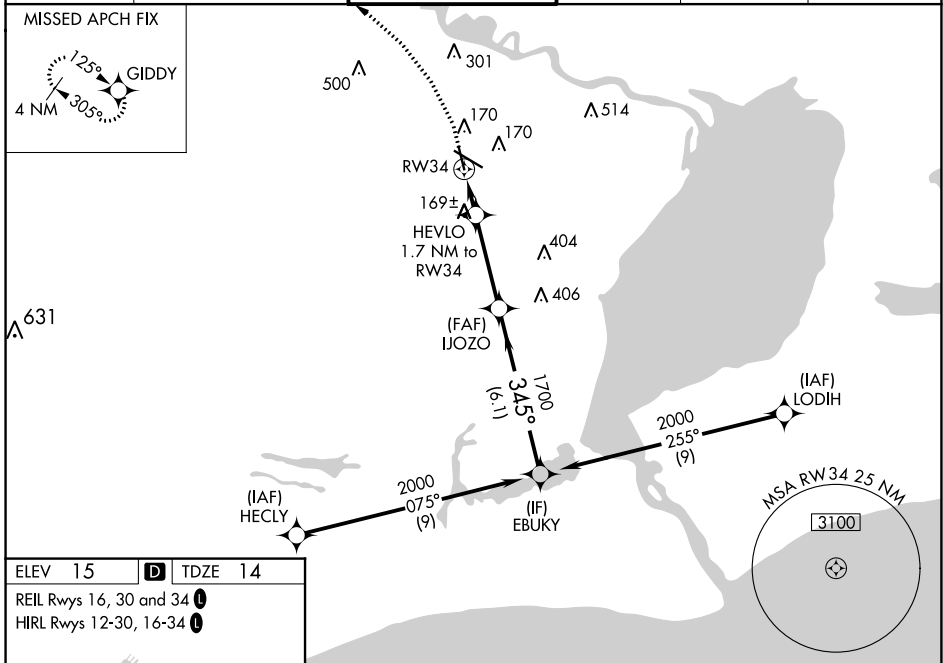 MISSED APCH FIX
125°
GIDDY
4 NM
305°
500
301
170
170
514
RW34
169±
HEVLO
1.7 NM to
RW34
404
406
631
(FAF)
IJOZO
1700
345°
(6.1)
(IAF)
LODIH
2000
255°
(9)
2000
075°
(9)
(IAF)
HECLY
(IF)
EBUKY
MSA RW34 25 NM
3100
ELEV 15 D TDZE 14
REIL Rwys 16, 30 and 34 L
HIRL Rwys 12-30, 16-34 L